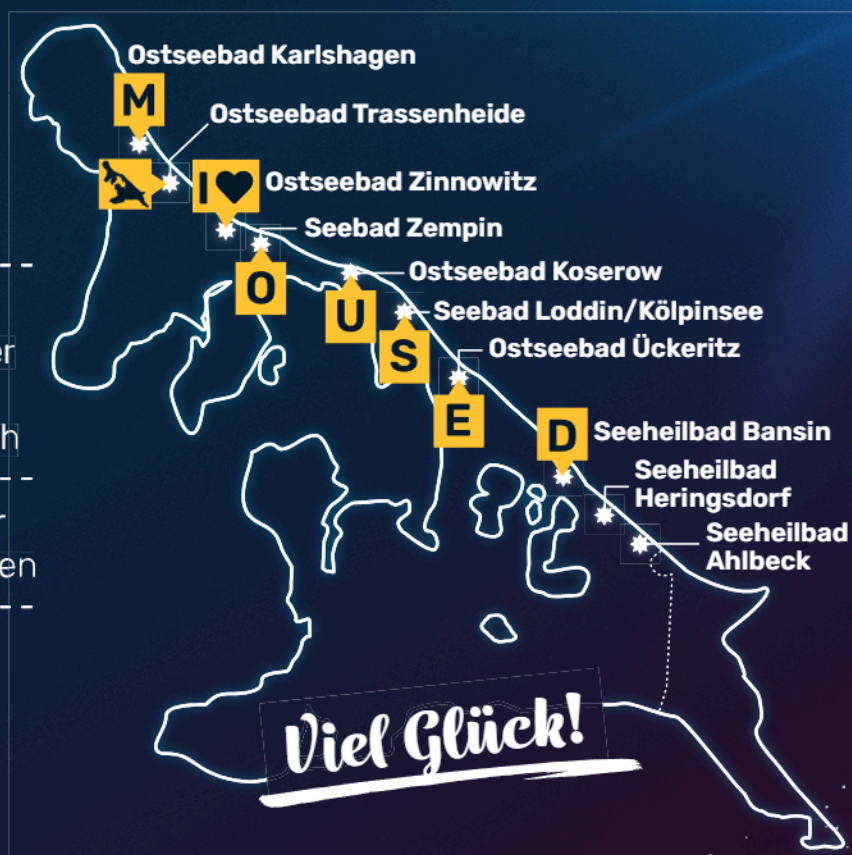 Ostseebad Karlshagen
M
Ostseebad Trassenheide
I♥
Ostseebad Zinnowitz
Seebad Zempin
O
Ostseebad Koserow
U
Seebad Loddin/Kölpinsee
S
Ostseebad Ückeritz
E
D
Seeheilbad Bansin
Seeheilbad
Heringsdorf
Seeheilbad
Ahlbeck
Viel Glück!